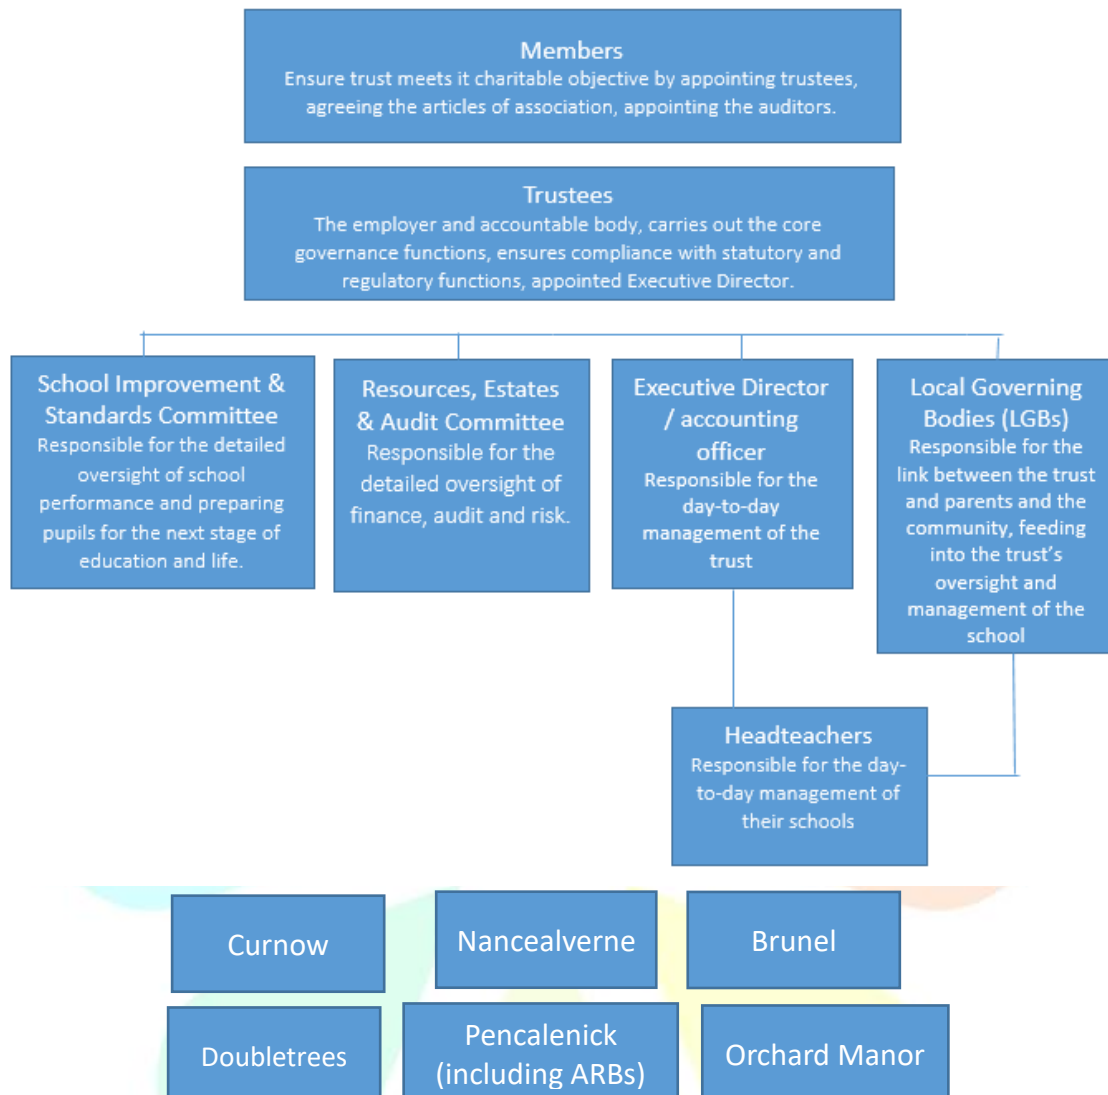 Members
Ensure trust meets it charitable objective by appointing trustees,
agreeing the articles of association, appointing the auditors.
Trustees
The employer and accountable body, carries out the core
governance functions, ensures compliance with statutory and
regulatory functions, appointed Executive Director.
School Improvement &
Standards Committee
Responsible for the detailed
oversight of school
performance and preparing
pupils for the next stage of
education and life.
Resources, Estates
& Audit Committee
Responsible for the
detailed oversight of
finance, audit and risk.
Executive Director
/ accounting
officer
Responsible for the
day-to-day
management of the
trust
Local Governing
Bodies (LGBs)
Responsible for the
link between the trust
and parents and the
community, feeding
into the trust's
oversight and
management of the
school
Headteachers
Responsible for the day-
to-day management of
their schools
Curnow
Nancealverne
Brunel
Doubletrees
Pencalenick
(including ARBs)
Orchard Manor